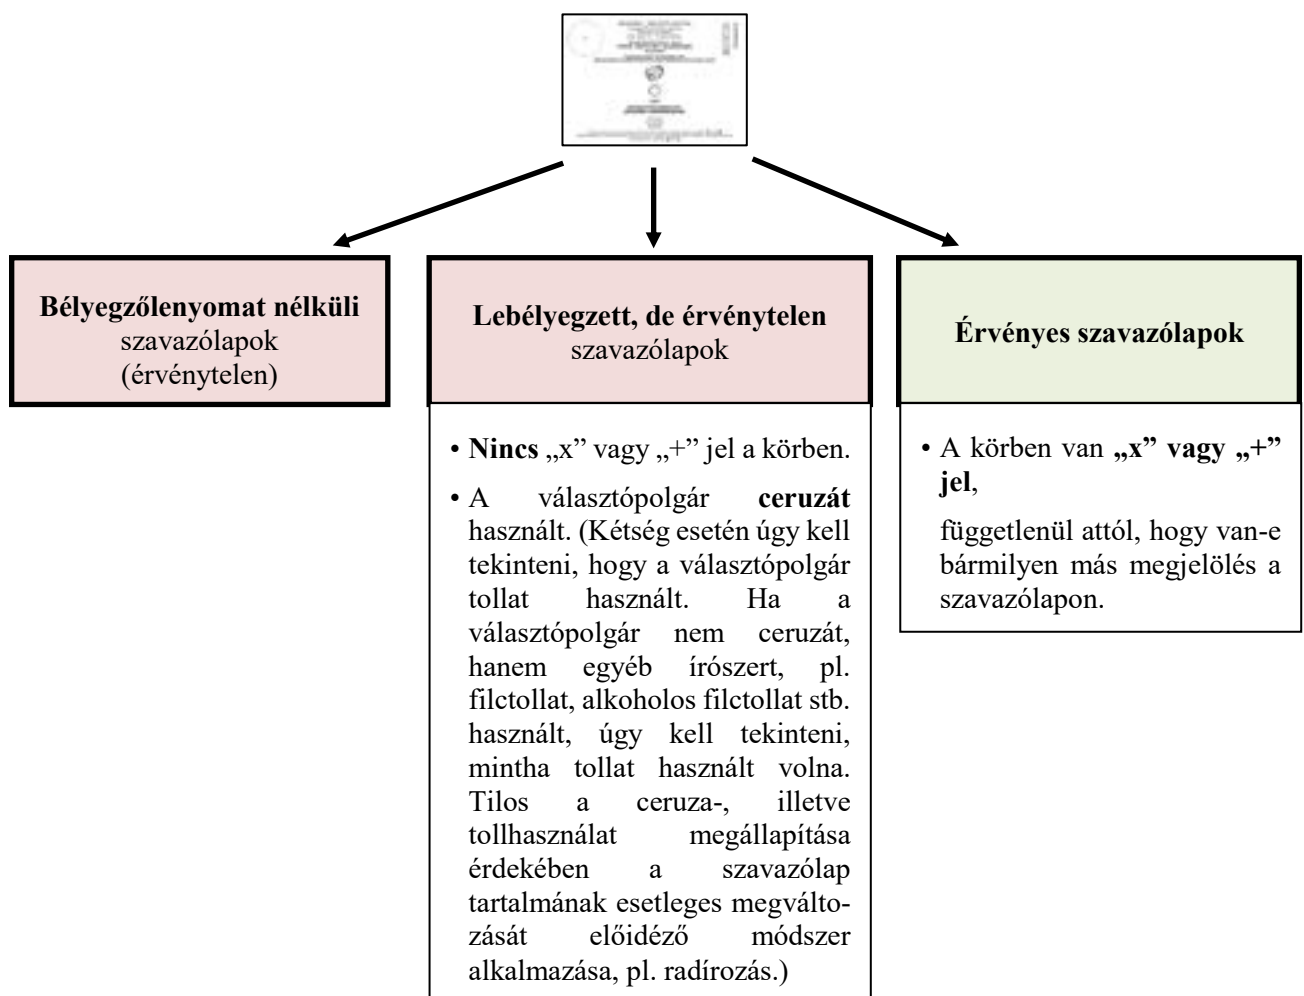 Bélyegzőlenyomat nélküli
szavazólapok
(érvénytelen)
Lebélyegzett, de érvénytelen
szavazólapok
• Nincs „x” vagy „+” jel a körben.
• A választópolgár ceruzát
használt. (Kétség esetén úgy kell
tekinteni, hogy a választópolgár
tollat használt. Ha a
választópolgár nem ceruzát,
hanem egyéb írószert, pl.
filctollat, alkoholos filctollat stb.
használt, úgy kell tekinteni,
mintha tollat használt volna.
Tilos a ceruza-, illetve
tollhasználat megállapítása
érdekében a szavazólap
tartalmának esetleges megválto-
zását előidéző módszer
alkalmazása, pl. radírozás.)
Érvényes szavazólapok
• A körben van „x” vagy „+”
jel,
függetlenül attól, hogy van-e
bármilyen más megjelölés a
szavazólapon.